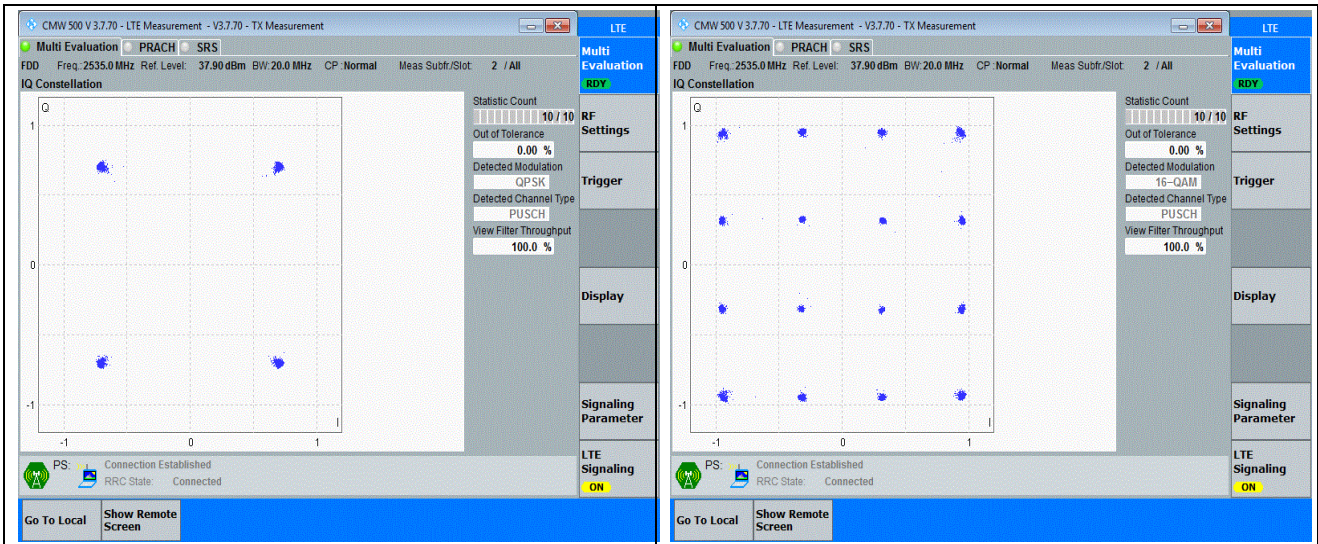 CMW 500 V 3.7.70 - LTE Measurement - V3.7.70 - TX Measurement
LTE
Multi Evaluation PRACH SRS
Multi
Evaluation
RDY
FDD Freq.:2535.0 MHz Ref. Level: 37.90 dBm BW:20.0 MHz CP :Normal Meas Subfr./Slot: 2 / All
IQ Constellation
Q
1
0
-1
-1 0 1
I
Statistic Count
10 / 10
Out of Tolerance
0.00 %
Detected Modulation
QPSK
Detected Channel Type
PUSCH
View Filter Throughput
100.0 %
RF
Settings
Trigger
Display
Signaling
Parameter
LTE
Signaling
ON
PS: Connection Established
RRC State: Connected
Go To Local
Show Remote
Screen
CMW 500 V 3.7.70 - LTE Measurement - V3.7.70 - TX Measurement
LTE
Multi Evaluation PRACH SRS
Multi
Evaluation
RDY
FDD Freq.:2535.0 MHz Ref. Level: 37.90 dBm BW:20.0 MHz CP :Normal Meas Subfr./Slot: 2 / All
IQ Constellation
Q
1
0
-1
-1 0 1
I
Statistic Count
10 / 10
Out of Tolerance
0.00 %
Detected Modulation
16-QAM
Detected Channel Type
PUSCH
View Filter Throughput
100.0 %
RF
Settings
Trigger
Display
Signaling
Parameter
LTE
Signaling
ON
PS: Connection Established
RRC State: Connected
Go To Local
Show Remote
Screen